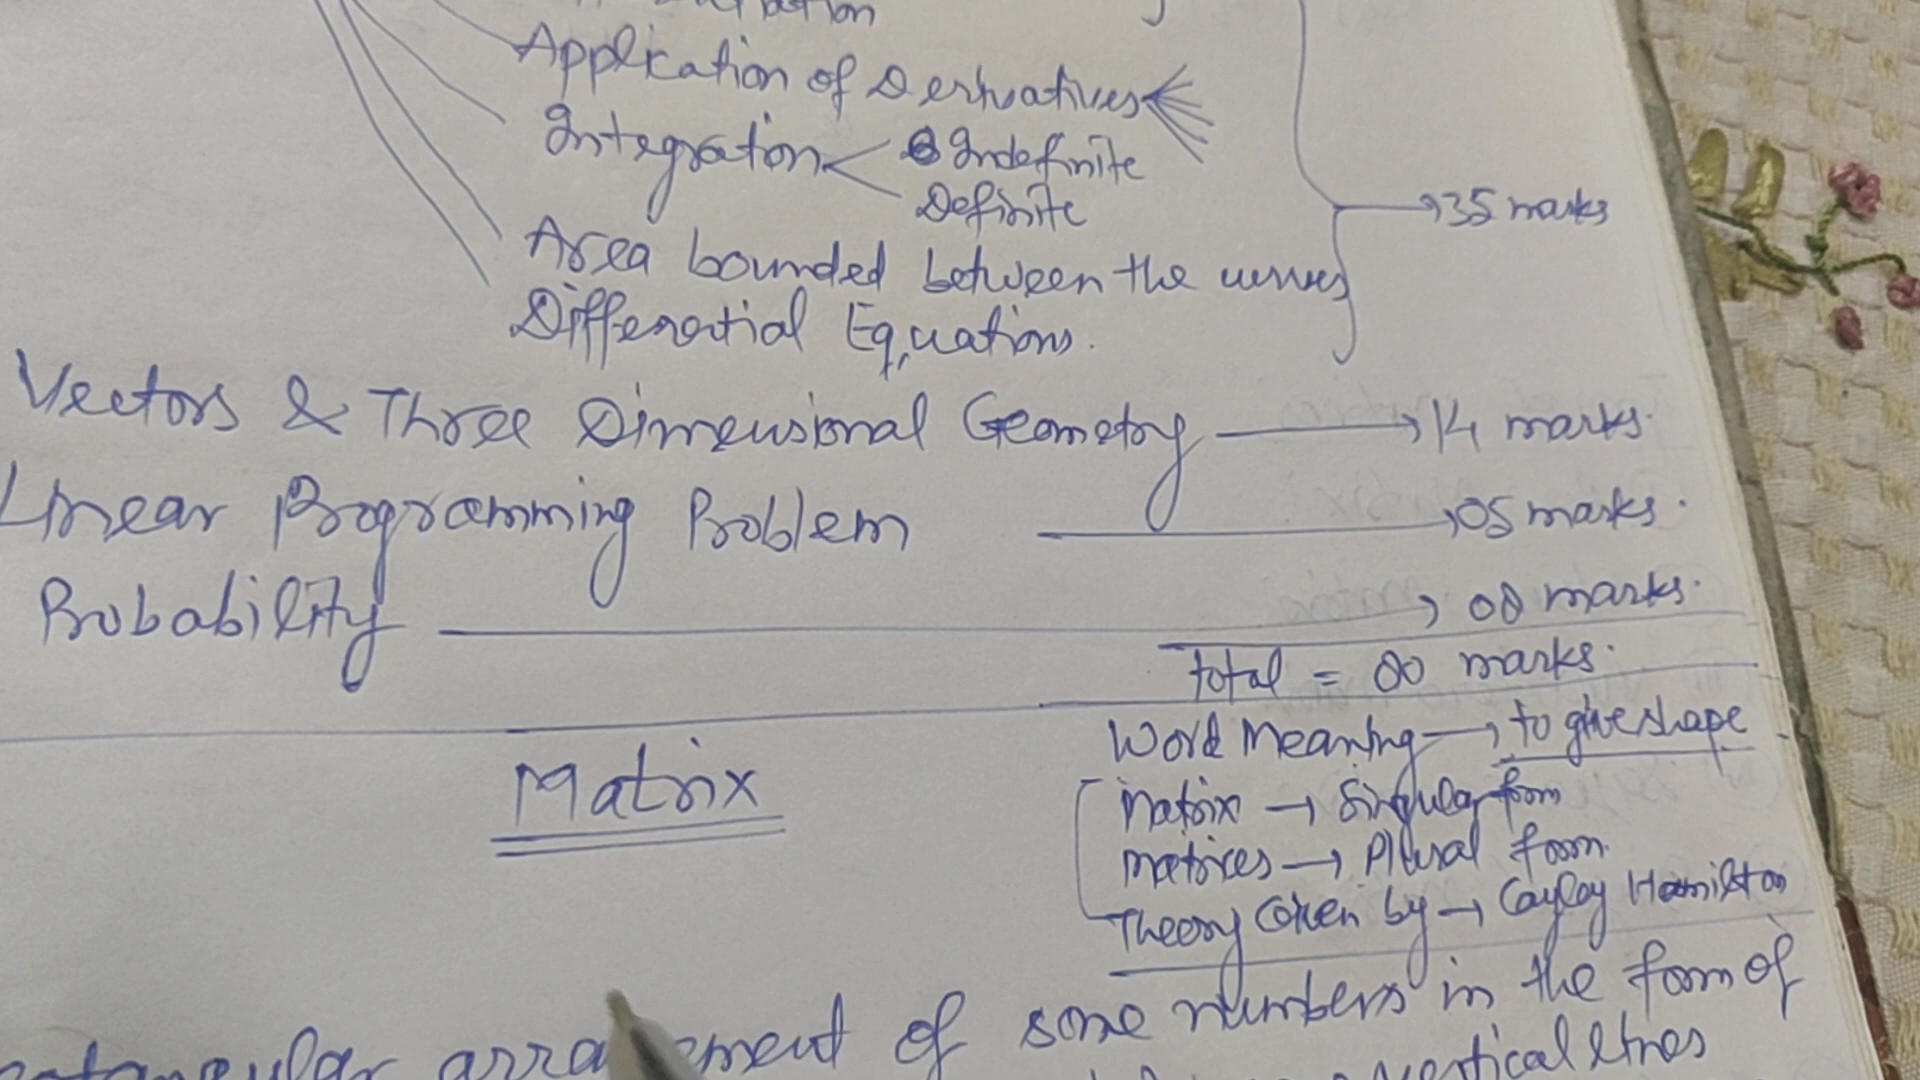 Application of Derivatives
Integration
Indefinite
Definite
35 marks
Area bounded between the curves
Differential Equations.
Vectors & Three Dimensional Geometry → 14 marks.
Linear Programming Problem → 05 marks.
Probability → 08 marks.
total = 80 marks.
Word Meaning → to give shape
Matrix
Matrix → Singular form
Matrices → Plural form.
Theory Given by → Cayley Hamilton
arrangement of some numbers in the form of
vertical lines